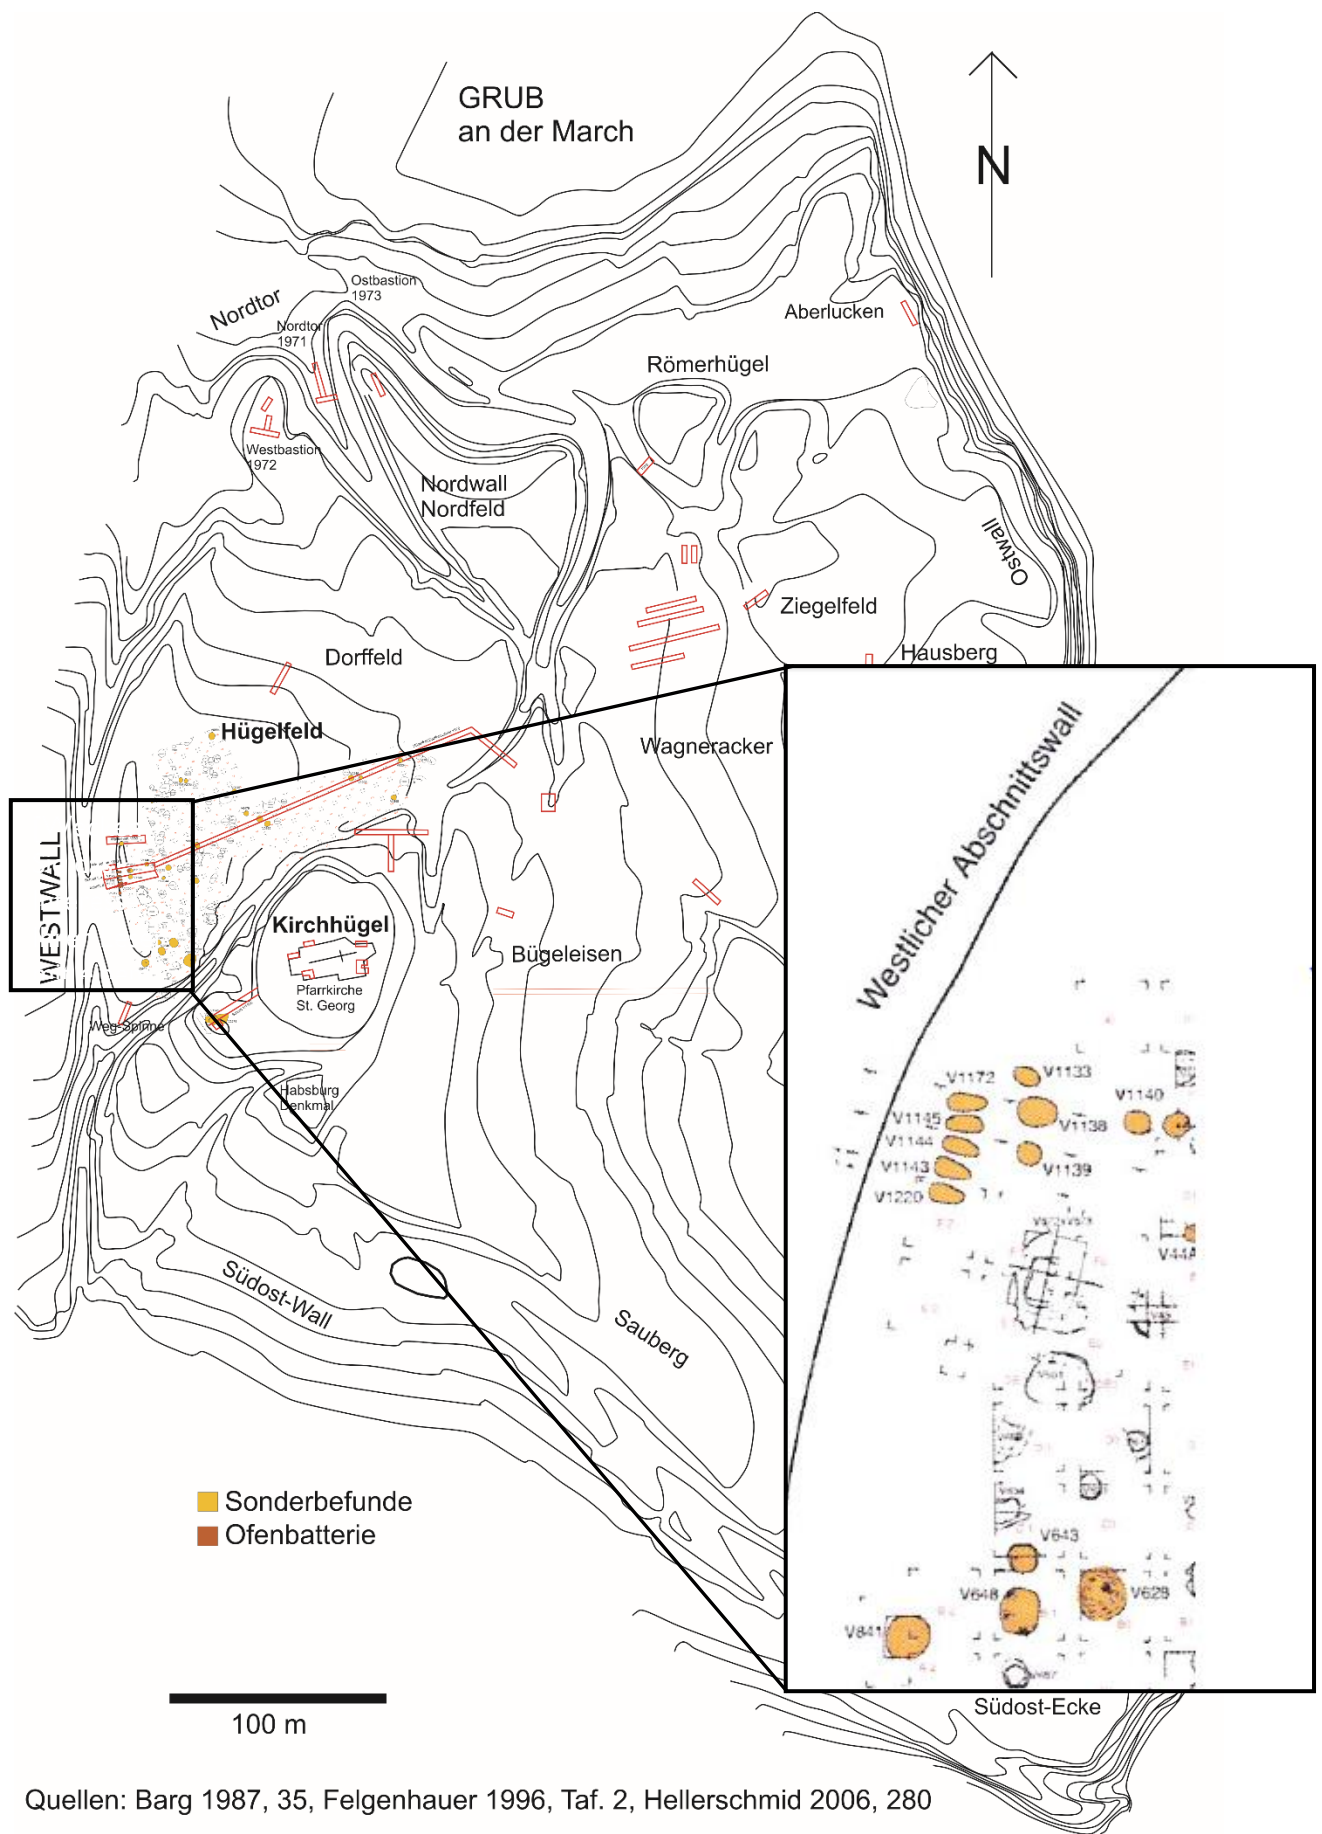 GRUB
an der March
N
Nordtor
Ostbastion
1973
Nordtor
1971
Aberlucken
Römerhügel
Westbastion
1972
Nordwall
Nordfeld
Ostwall
Ziegelfeld
Dorffeld
Hausberg
Hügelfeld
Wagneracker
WESTWALL
Kirchhügel
Bügeleisen
Pfarrkirche
St. Georg
Weg-Spinne
Habsburg
Denkmal
Südost-Wall
Sauberg
Westlicher Abschnittswall
V1172
V1133
V1140
V1145
V1138
V1144
V1143
V1139
V1220
V44A
V643
V648
V628
V841
Sonderbefunde
Ofenbatterie
100 m
Südost-Ecke
Quellen: Barg 1987, 35, Felgenhauer 1996, Taf. 2, Hellerschmid 2006, 280